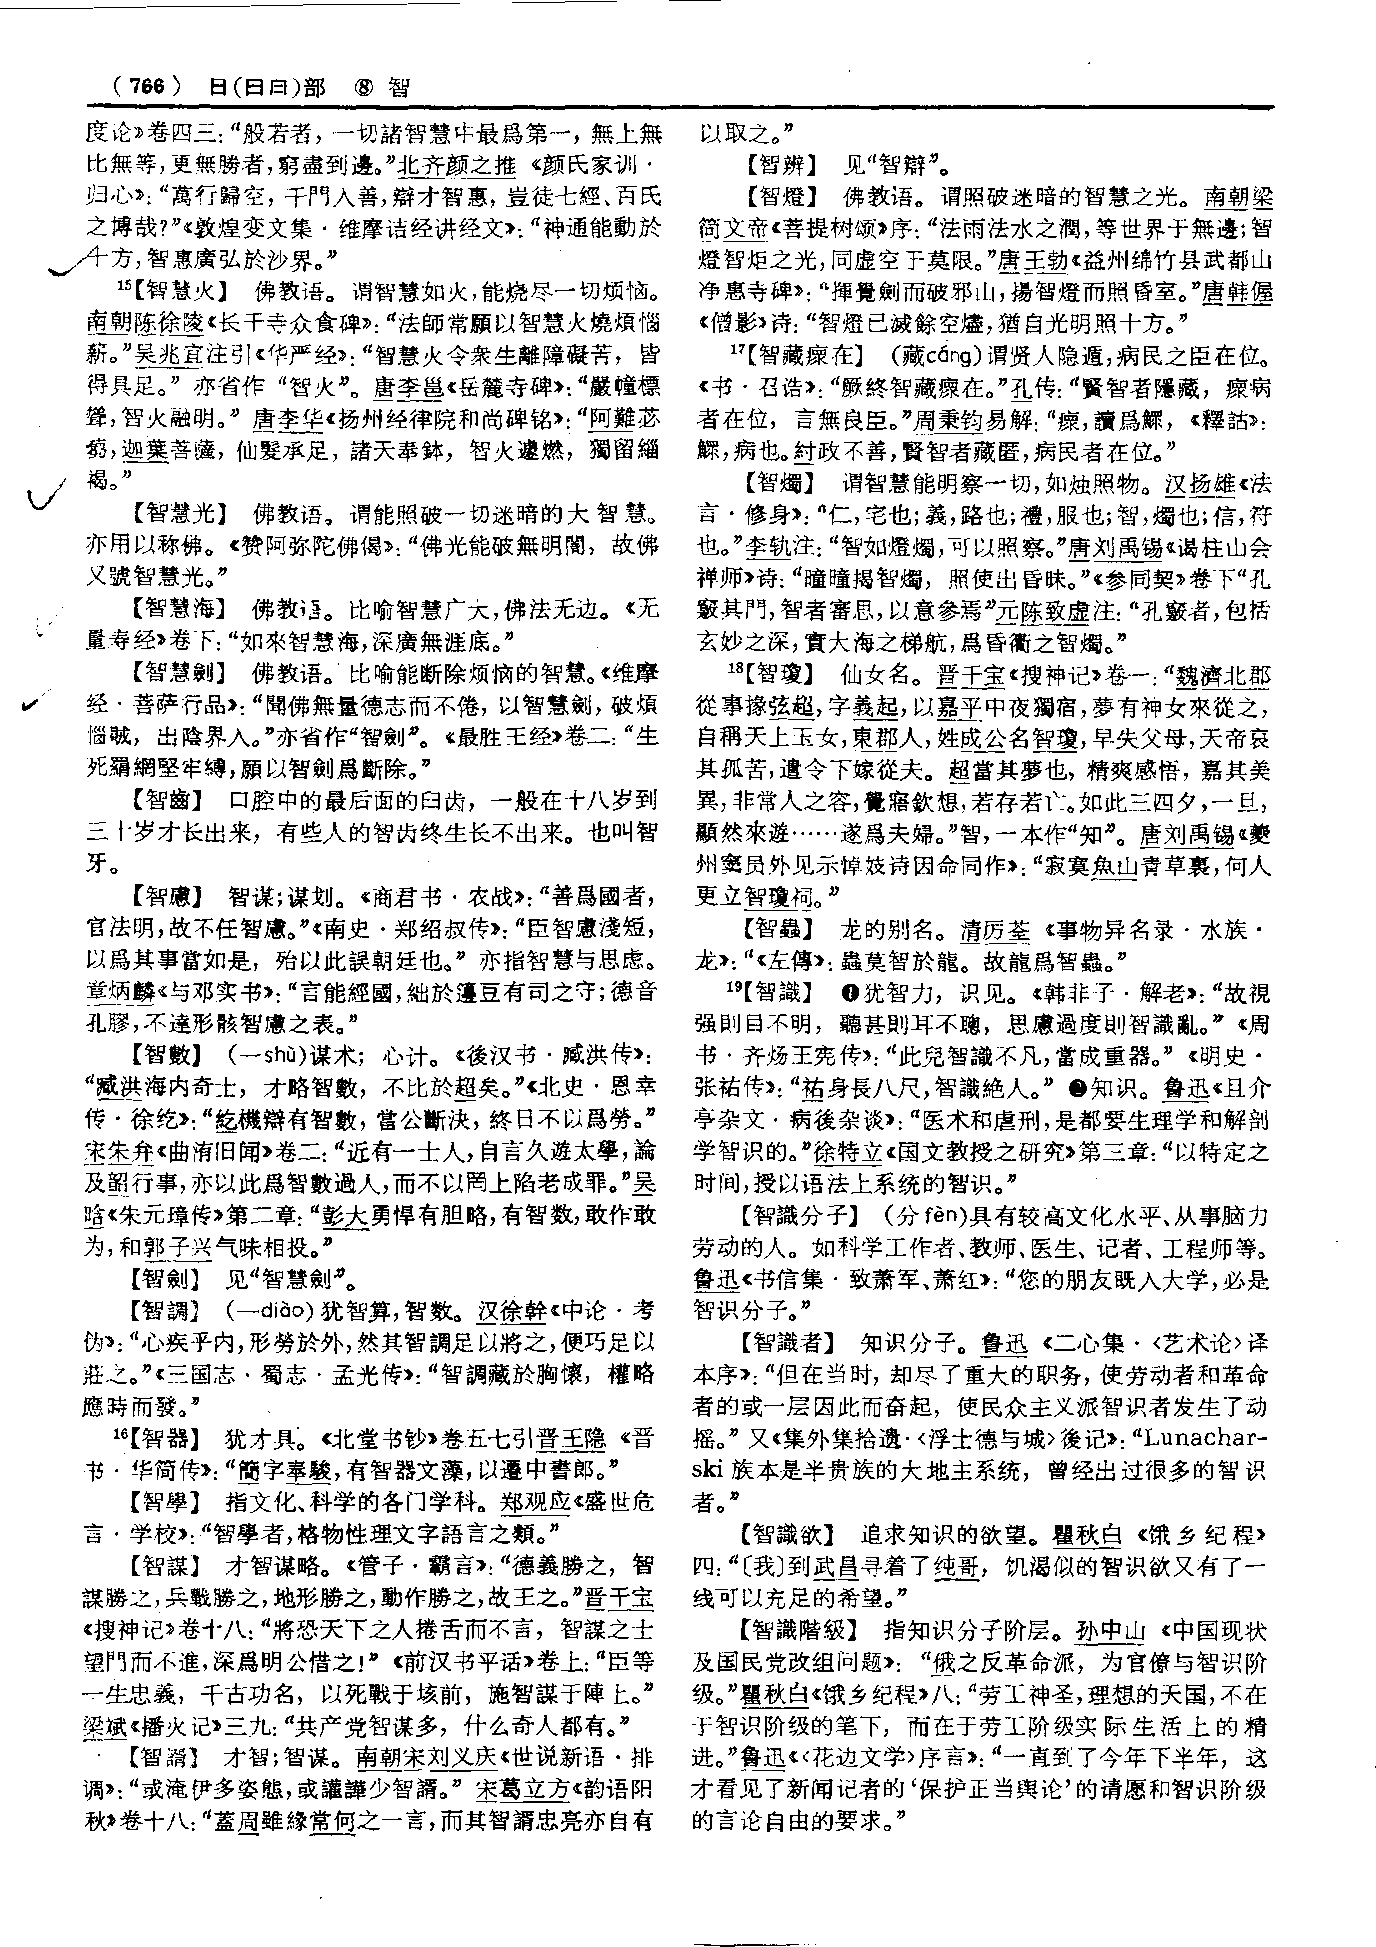 （766） 日(日曰)部 ⑧ 智
度论》卷四三：“般若者，一切諸智慧中最爲第一，無上無
比無等，更無勝者，窮盡到邊。”北齐颜之推《颜氏家训·
归心》：“萬行歸空，千門入善，辯才智惠，豈徒七經、百氏
之博哉？”《敦煌变文集·维摩诘经讲经文》：“神通能動於
十方，智惠廣弘於沙界。”
15【智慧火】 佛教语。谓智慧如火，能烧尽一切烦恼。
南朝陈徐陵《长干寺众食碑》：“法師常願以智慧火燒煩惱
薪。”吴兆宜注引《华严经》：“智慧火令衆生離障礙苦，皆
得具足。”亦省作“智火”。唐李邕《岳麓寺碑》：“嚴幢標
聳，智火融明。”唐李华《扬州经律院和尚碑铭》：“阿難苾
蒭，迦葉菩薩，仙髮承足，諸天奉鉢，智火遽燃，獨留緇
褐。”
【智慧光】 佛教语。谓能照破一切迷暗的大智慧。
亦用以称佛。《赞阿弥陀佛偈》：“佛光能破無明闇，故佛
又號智慧光。”
【智慧海】 佛教语。比喻智慧广大，佛法无边。《无
量寿经》卷下：“如來智慧海，深廣無涯底。”
【智慧劍】 佛教语。比喻能断除烦恼的智慧。《维摩
经·菩萨行品》：“聞佛無量德志而不倦，以智慧劍，破煩
惱賊，出陰界入。”亦省作“智劍”。《最胜王经》卷二：“生
死羂網堅牢縛，願以智劍爲斷除。”
【智齒】 口腔中的最后面的臼齿，一般在十八岁到
三十岁才长出来，有些人的智齿终生长不出来。也叫智
牙。
【智慮】 智谋；谋划。《商君书·农战》：“善爲國者，
官法明，故不任智慮。”《南史·郑绍叔传》：“臣智慮淺短，
以爲其事當如是，殆以此誤朝廷也。”亦指智慧与思虑。
章炳麟《与邓实书》：“言能經國，絀於籩豆有司之守；德音
孔膠，不達形骸智慮之表。”
【智數】 （一shù）谋术；心计。《後汉书·臧洪传》：
“臧洪海内奇士，才略智數，不比於超矣。”《北史·恩幸
传·徐纥》：“紇機辯有智數，當公斷決，終日不以爲勞。”
宋朱弁《曲洧旧闻》卷二：“近有一士人，自言久遊太學，論
及韶行事，亦以此爲智數過人，而不以罔上陷老成罪。”吴
晗《朱元璋传》第二章：“彭大勇悍有胆略，有智数，敢作敢
为，和郭子兴气味相投。”
【智劍】 见“智慧劍”。
【智調】 （一diào）犹智算，智数。汉徐幹《中论·考
伪》：“心疾乎内，形勞於外，然其智調足以將之，便巧足以
莊之。”《三国志·蜀志·孟光传》：“智調藏於胸懷，權略
應時而發。”
16【智器】 犹才具。《北堂书钞》卷五七引晋王隐《晋
书·华简传》：“簡字奉駿，有智器文藻，以遷中書郎。”
【智學】 指文化、科学的各门学科。郑观应《盛世危
言·学校》：“智學者，格物性理文字語言之類。”
【智謀】 才智谋略。《管子·霸言》：“德義勝之，智
謀勝之，兵戰勝之，地形勝之，動作勝之，故王之。”晋干宝
《搜神记》卷十八：“將恐天下之人捲舌而不言，智謀之士
望門而不進，深爲明公惜之！”《前汉书平话》卷上：“臣等
一生忠義，千古功名，以死戰于垓前，施智謀于陣上。”
梁斌《播火记》三九：“共产党智谋多，什么奇人都有。”
【智諝】 才智；智谋。南朝宋刘义庆《世说新语·排
调》：“或淹伊多姿態，或讙譁少智諝。”宋葛立方《韵语阳
秋》卷十八：“蓋周雖緣常何之一言，而其智諝忠亮亦自有
以取之。”
【智辨】 见“智辯”。
【智燈】 佛教语。谓照破迷暗的智慧之光。南朝梁
简文帝《菩提树颂》序：“法雨法水之潤，等世界于無邊；智
燈智炬之光，同虚空于莫限。”唐王勃《益州绵竹县武都山
净惠寺碑》：“揮覺劍而破邪山，揚智燈而照昏室。”唐韩偓
《僧影》诗：“智燈已滅餘空燼，猶自光明照十方。”
17【智藏瘝在】 （藏cáng）谓贤人隐遁，病民之臣在位。
《书·召诰》：“厥終智藏瘝在。”孔传：“賢智者隱藏，瘝病
者在位，言無良臣。”周秉钧易解：“瘝，讀爲鰥，《釋詁》：
鰥，病也。紂政不善，賢智者藏匿，病民者在位。”
【智燭】 谓智慧能明察一切，如烛照物。汉扬雄《法
言·修身》：“仁，宅也；義，路也；禮，服也；智，燭也；信，符
也。”李轨注：“智如燈燭，可以照察。”唐刘禹锡《谒柱山会
禅师》诗：“曈曈揭智燭，照使出昏昧。”《参同契》卷下“孔
竅其門，智者審思，以意參焉”元陈致虚注：“孔竅者，包括
玄妙之深，實大海之梯航，爲昏衢之智燭。”
18【智瓊】 仙女名。晋干宝《搜神记》卷一：“魏濟北郡
從事掾弦超，字義起，以嘉平中夜獨宿，夢有神女來從之，
自稱天上玉女，東郡人，姓成公名智瓊，早失父母，天帝哀
其孤苦，遣令下嫁從夫。超當其夢也，精爽感悟，嘉其美
異，非常人之容，覺寤欽想，若存若亡。如此三四夕，一旦，
顯然來遊……遂爲夫婦。”智，一本作“知”。唐刘禹锡《夔
州窦员外见示悼妓诗因命同作》：“寂寞魚山青草裏，何人
更立智瓊祠。”
【智蟲】 龙的别名。清厉荃《事物异名录·水族·
龙》：“《左傳》：蟲莫智於龍。故龍爲智蟲。”
19【智識】 ❶犹智力，识见。《韩非子·解老》：“故視
强則目不明，聽甚則耳不聰，思慮過度則智識亂。”《周
书·齐炀王宪传》：“此兒智識不凡，當成重器。”《明史·
张祐传》：“祐身長八尺，智識絶人。”❷知识。鲁迅《且介
亭杂文·病後杂谈》：“医术和虐刑，是都要生理学和解剖
学智识的。”徐特立《国文教授之研究》第三章：“以特定之
时间，授以语法上系统的智识。”
【智識分子】 （分fèn）具有较高文化水平、从事脑力
劳动的人。如科学工作者、教师、医生、记者、工程师等。
鲁迅《书信集·致萧军、萧红》：“您的朋友既入大学，必是
智识分子。”
【智識者】 知识分子。鲁迅《二心集·〈艺术论〉译
本序》：“但在当时，却尽了重大的职务，使劳动者和革命
者的或一层因此而奋起，使民众主义派智识者发生了动
摇。”又《集外集拾遗·〈浮士德与城〉後记》：“Lunachar-
ski族本是半贵族的大地主系统，曾经出过很多的智识
者。”
【智識欲】 追求知识的欲望。瞿秋白《饿乡纪程》
四：“〔我〕到武昌寻着了纯哥，饥渴似的智识欲又有了一
线可以充足的希望。”
【智識階級】 指知识分子阶层。孙中山《中国现状
及国民党改组问题》：“俄之反革命派，为官僚与智识阶
级。”瞿秋白《饿乡纪程》八：“劳工神圣，理想的天国，不在
于智识阶级的笔下，而在于劳工阶级实际生活上的精
进。”鲁迅《〈花边文学〉序言》：“一直到了今年下半年，这
才看见了新闻记者的‘保护正当舆论’的请愿和智识阶级
的言论自由的要求。”